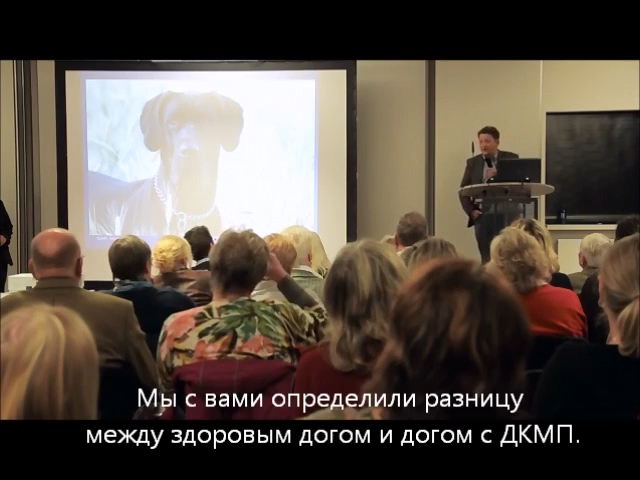 Мы с вами определили разницу
между здоровым догом и догом с ДКМП.